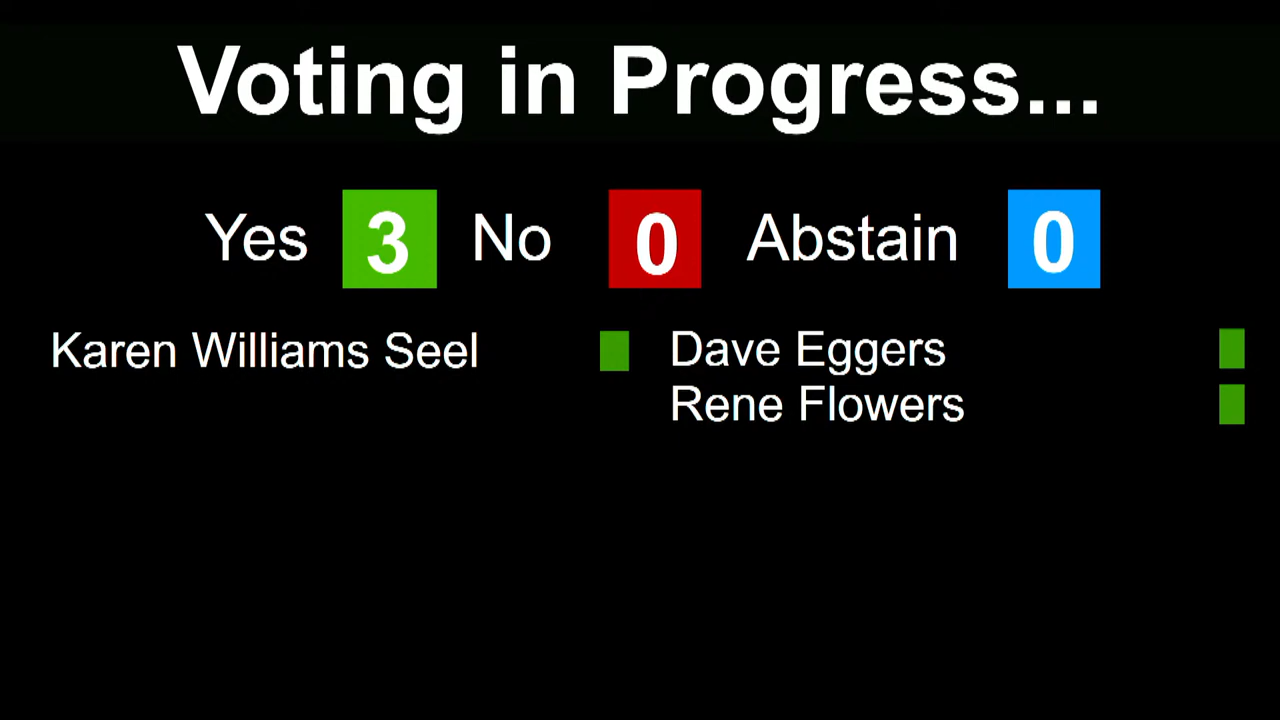 Voting in Progress...
Yes 3 No 0 Abstain 0
Karen Williams Seel
Dave Eggers
Rene Flowers